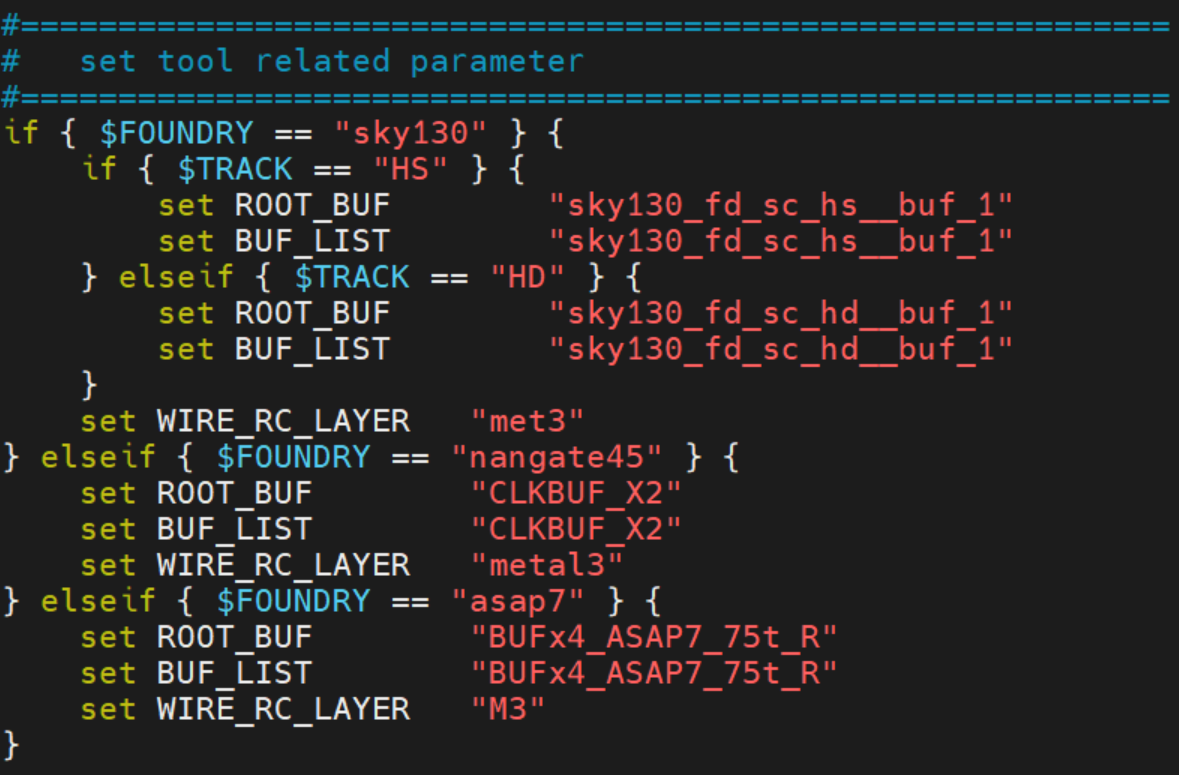 #===========================================================
#   set tool related parameter
#===========================================================
if { $FOUNDRY == "sky130" } {
    if { $TRACK == "HS" } {
        set ROOT_BUF        "sky130_fd_sc_hs__buf_1"
        set BUF_LIST        "sky130_fd_sc_hs__buf_1"
    } elseif { $TRACK == "HD" } {
        set ROOT_BUF        "sky130_fd_sc_hd__buf_1"
        set BUF_LIST        "sky130_fd_sc_hd__buf_1"
    }
    set WIRE_RC_LAYER   "met3"
} elseif { $FOUNDRY == "nangate45" } {
    set ROOT_BUF        "CLKBUF_X2"
    set BUF_LIST        "CLKBUF_X2"
    set WIRE_RC_LAYER   "metal3"
} elseif { $FOUNDRY == "asap7" } {
    set ROOT_BUF        "BUFx4_ASAP7_75t_R"
    set BUF_LIST        "BUFx4_ASAP7_75t_R"
    set WIRE_RC_LAYER   "M3"
}